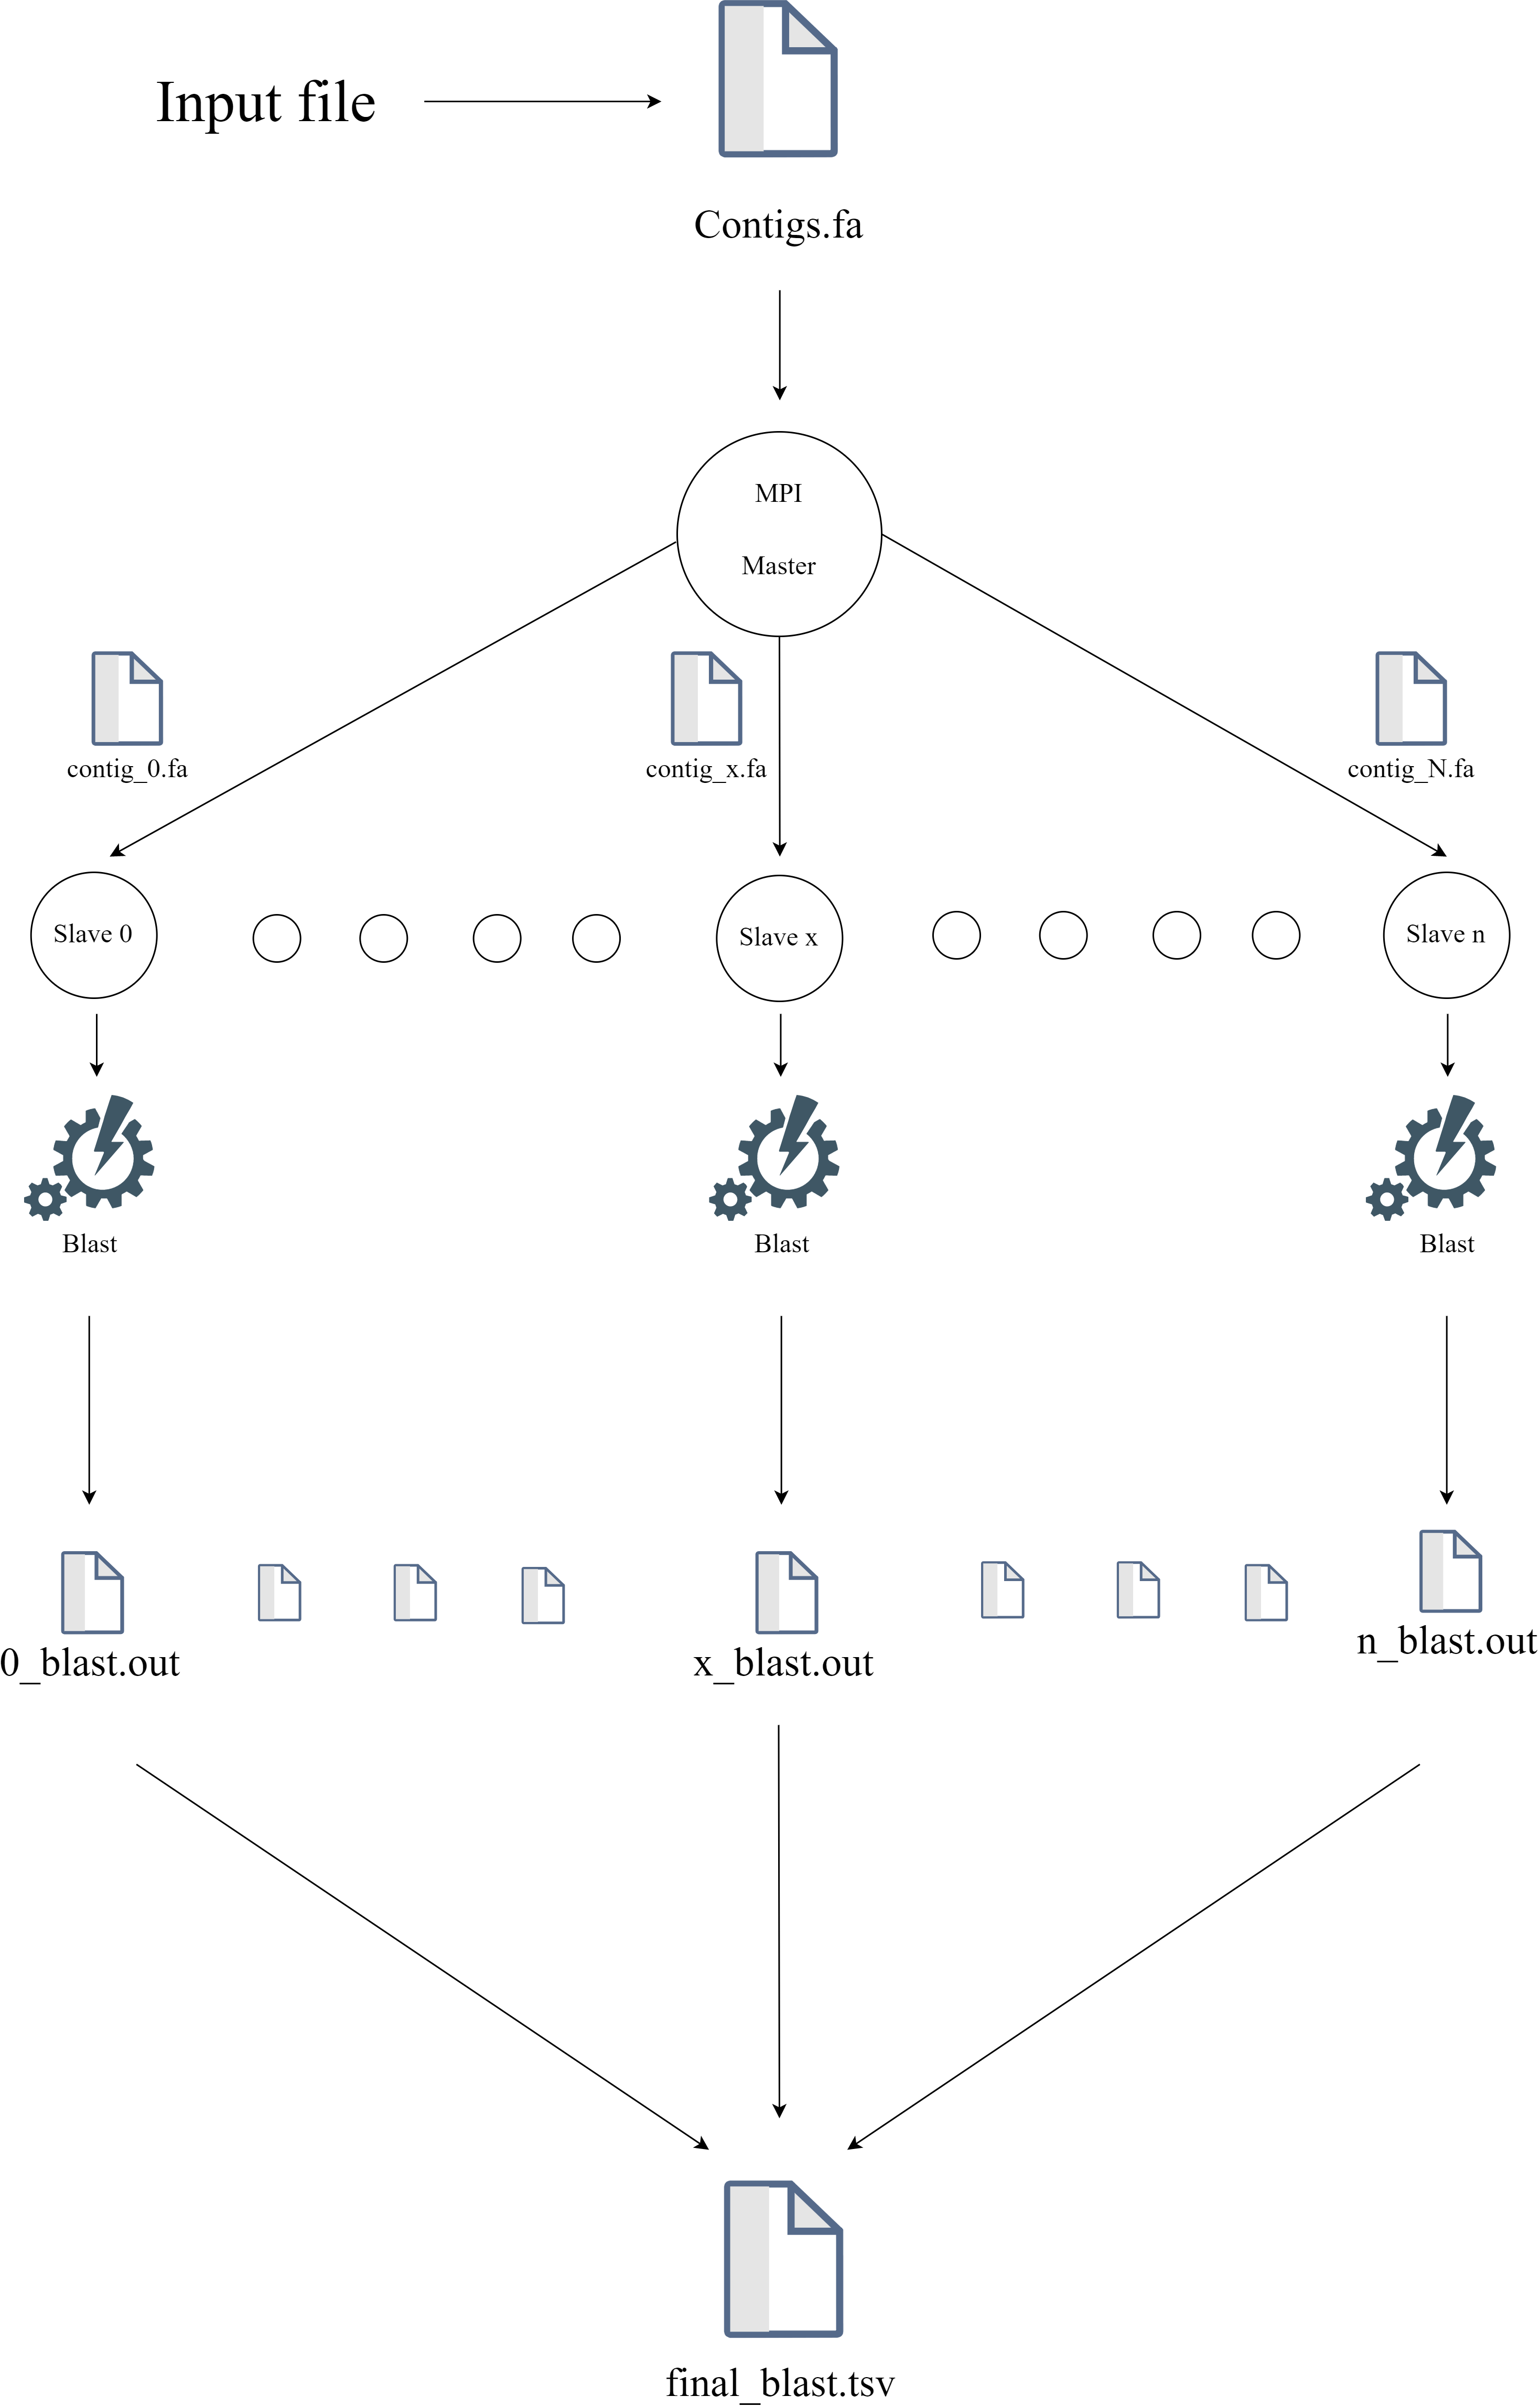 Input file
Contigs.fa
MPI
Master
contig_0.fa
contig_x.fa
contig_N.fa
Slave 0
Slave x
Slave n
Blast
Blast
Blast
0_blast.out
x_blast.out
n_blast.out
final_blast.tsv